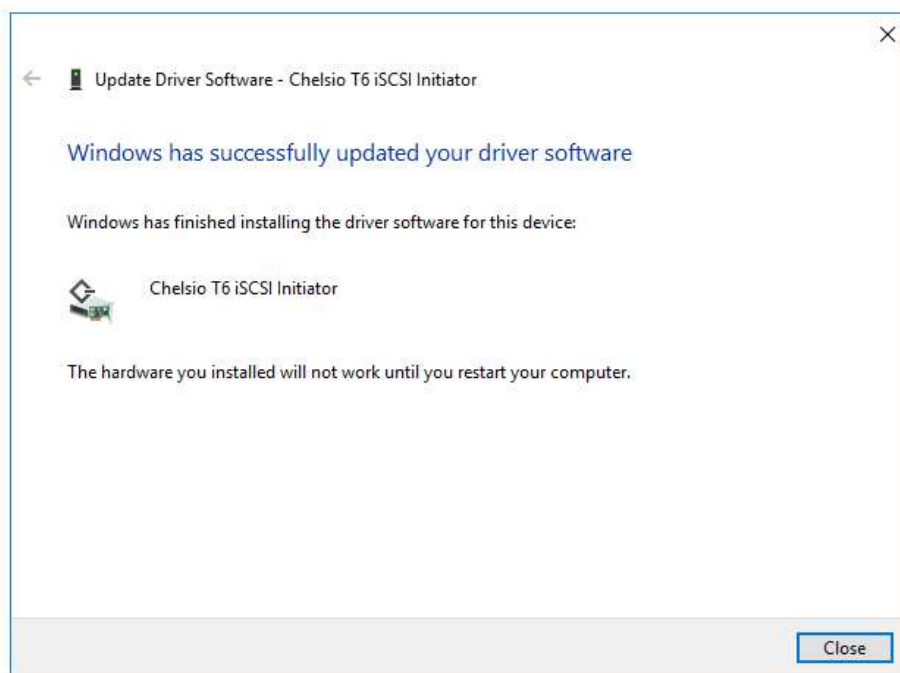 Update Driver Software - Chelsio T6 iSCSI Initiator
Windows has successfully updated your driver software
Windows has finished installing the driver software for this device:
Chelsio T6 iSCSI Initiator
The hardware you installed will not work until you restart your computer.
Close